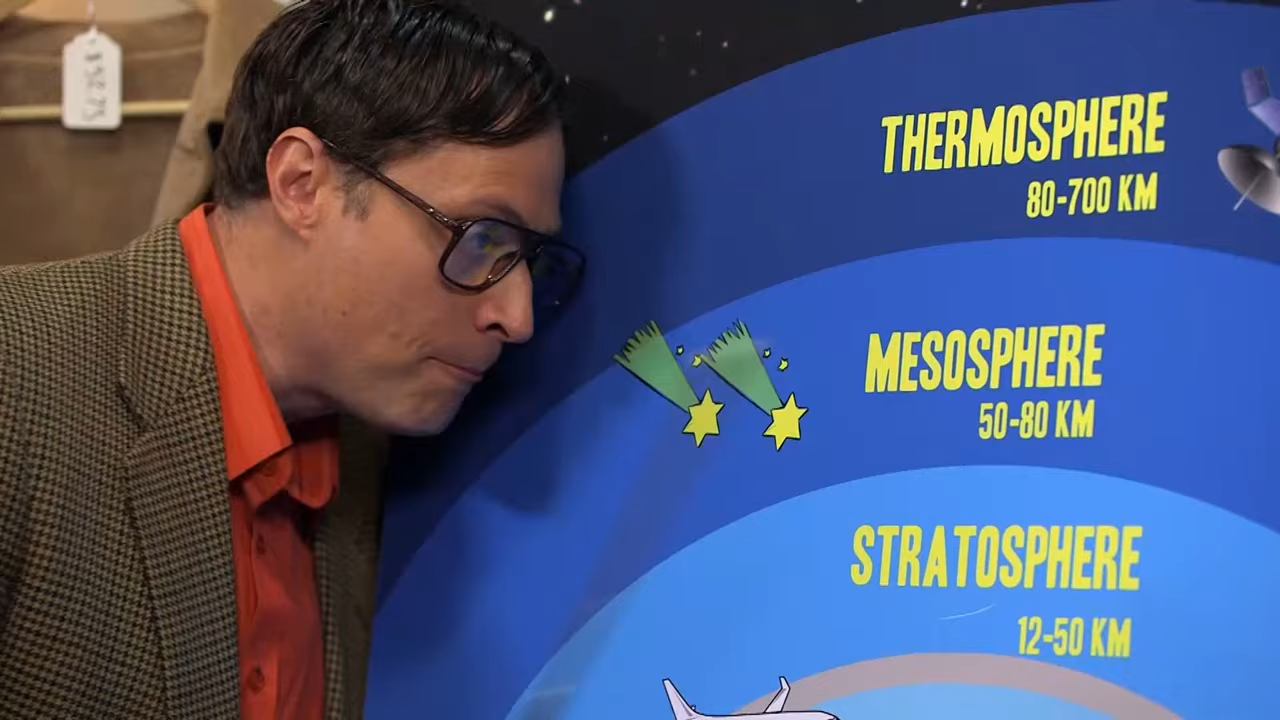 THERMOSPHERE
80-700 KM
MESOSPHERE
50-80 KM
STRATOSPHERE
12-50 KM